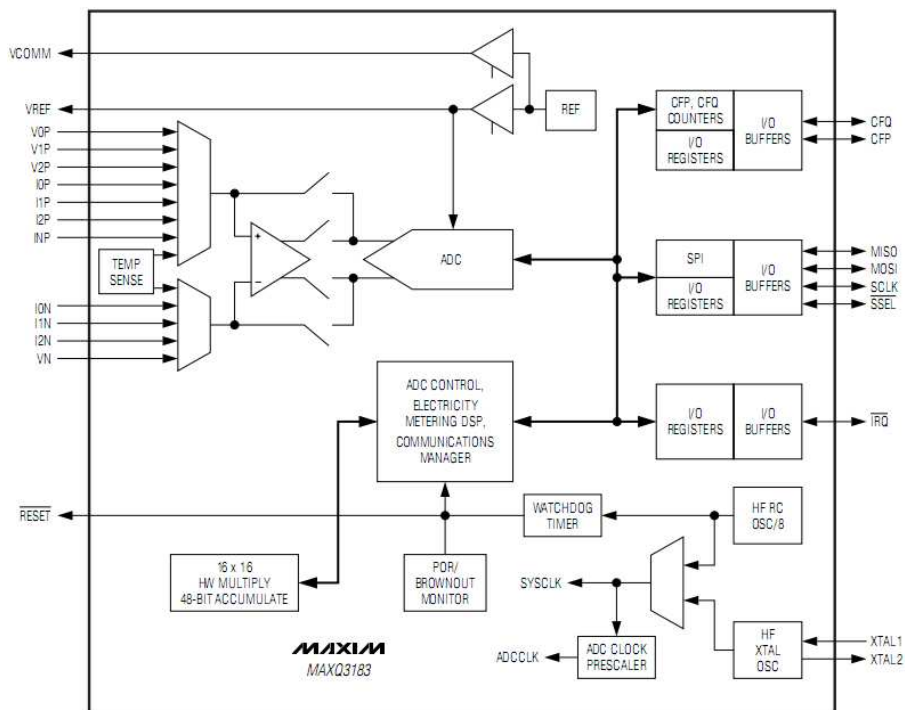 VCOMM
VREF
REF
V0P
V1P
V2P
I0P
I1P
I2P
INP
TEMP
SENSE
I0N
I1N
I2N
VN
+
−
ADC
CFP, CFQ
COUNTERS
I/O
REGISTERS
I/O
BUFFERS
CFQ
CFP
SPI
I/O
REGISTERS
I/O
BUFFERS
MISO
MOSI
SCLK
SSEL
ADC CONTROL,
ELECTRICITY
METERING DSP,
COMMUNICATIONS
MANAGER
I/O
REGISTERS
I/O
BUFFERS
IRQ
RESET
WATCHDOG
TIMER
HF RC
OSC/8
16 x 16
HW MULTIPLY
48-BIT ACCUMULATE
POR/
BROWNOUT
MONITOR
SYSCLK
ADCCLK
ADC CLOCK
PRESCALER
HF
XTAL
OSC
XTAL1
XTAL2
MAXIM
MAXQ3183